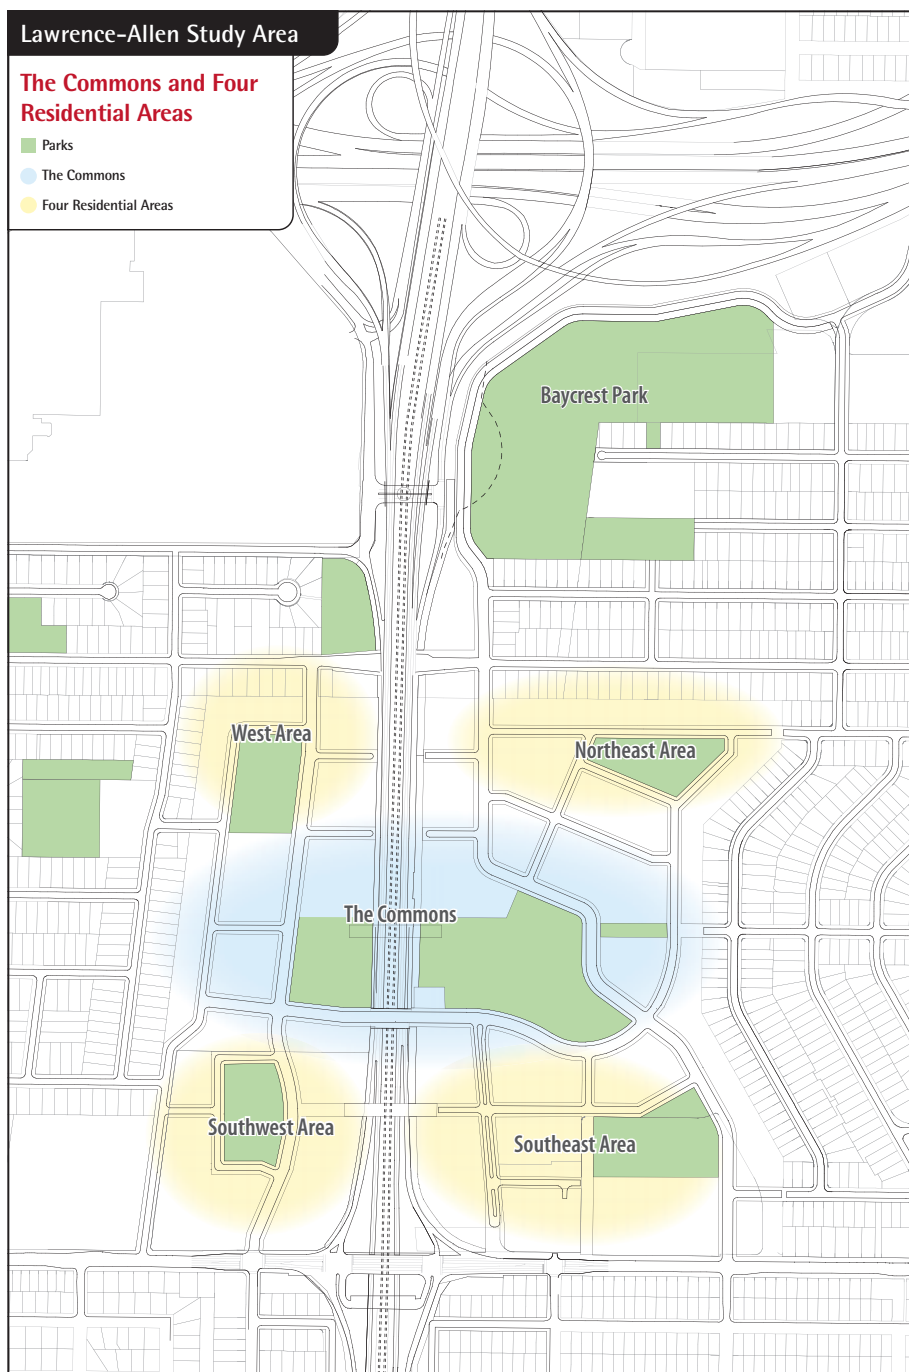 Lawrence-Allen Study Area
The Commons and Four
Residential Areas
Parks
The Commons
Four Residential Areas
Baycrest Park
West Area
Northeast Area
The Commons
Southwest Area
Southeast Area